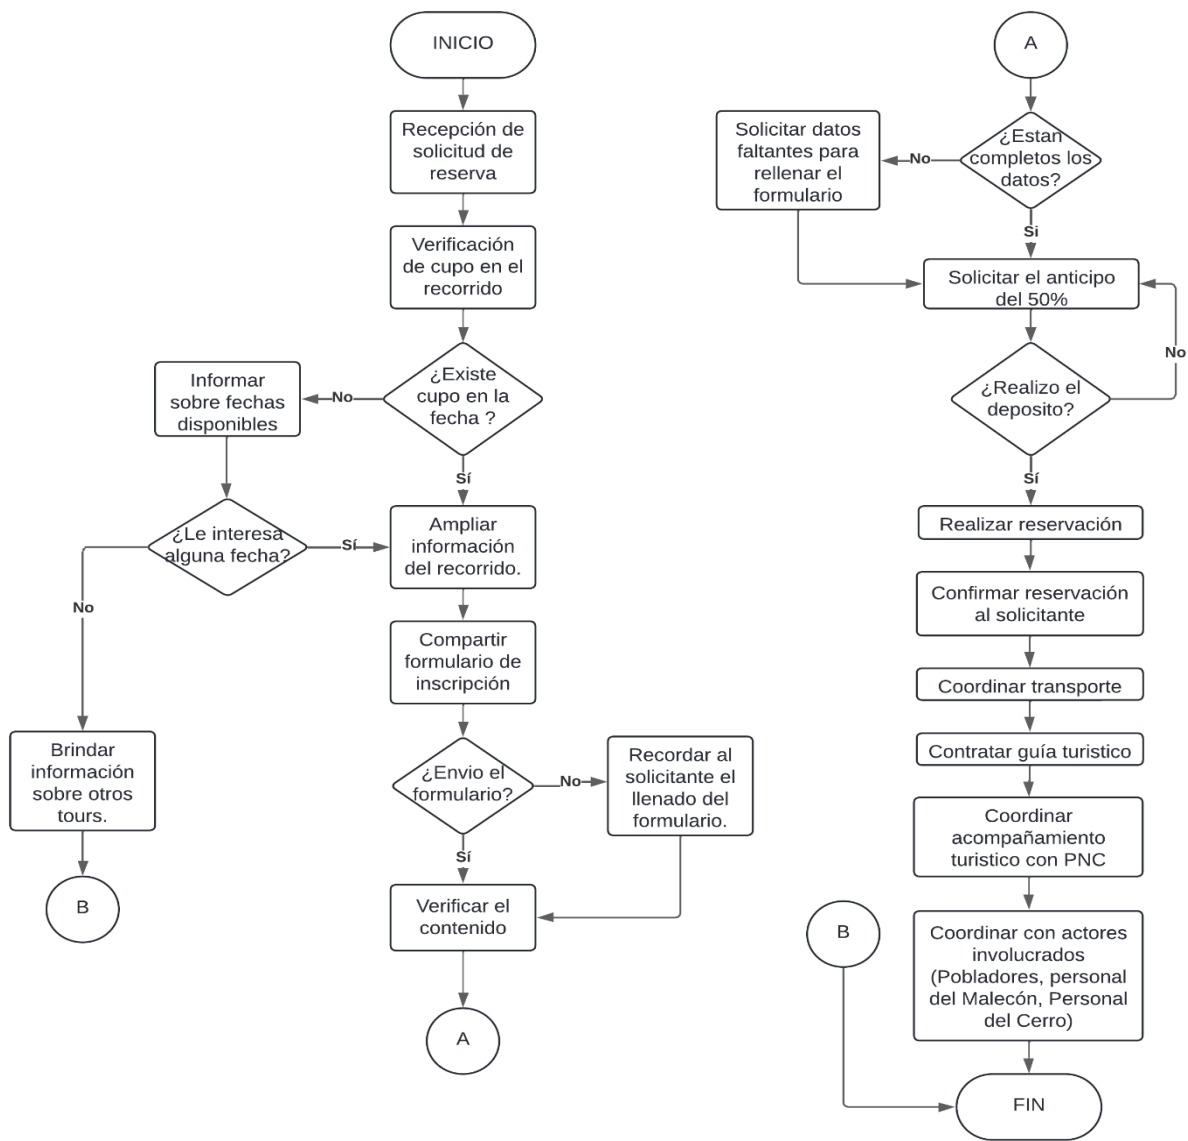 INICIO
Recepción de
solicitud de
reserva
Verificación
de cupo en el
recorrido
¿Existe
cupo en la
fecha ?
No
Informar
sobre fechas
disponibles
Sí
¿Le interesa
alguna fecha?
Sí
No
Ampliar
información
del recorrido.
Compartir
formulario de
inscripción
Brindar
información
sobre otros
tours.
B
¿Envio el
formulario?
No
Recordar al
solicitante el
llenado del
formulario.
Sí
Verificar el
contenido
A
A
¿Estan
completos los
datos?
No
Solicitar datos
faltantes para
rellenar el
formulario
Si
Solicitar el anticipo
del 50%
¿Realizo el
deposito?
No
Sí
Realizar reservación
Confirmar reservación
al solicitante
Coordinar transporte
Contratar guía turistico
Coordinar
acompañamiento
turistico con PNC
Coordinar con actores
involucrados
(Pobladores, personal
del Malecón, Personal
del Cerro)
B
FIN